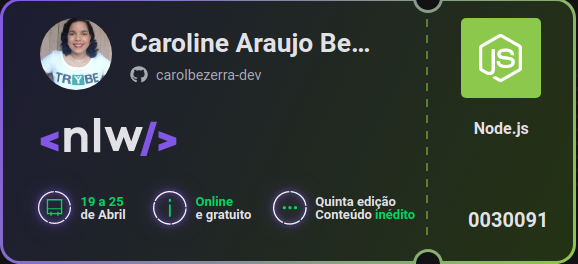 Caroline Araujo Be...
carolbezerra-dev
TRYBE
<nlw/>
19 a 25
de Abril
Online
e gratuito
Quinta edição
Conteúdo inédito
JS
Node.js
0030091